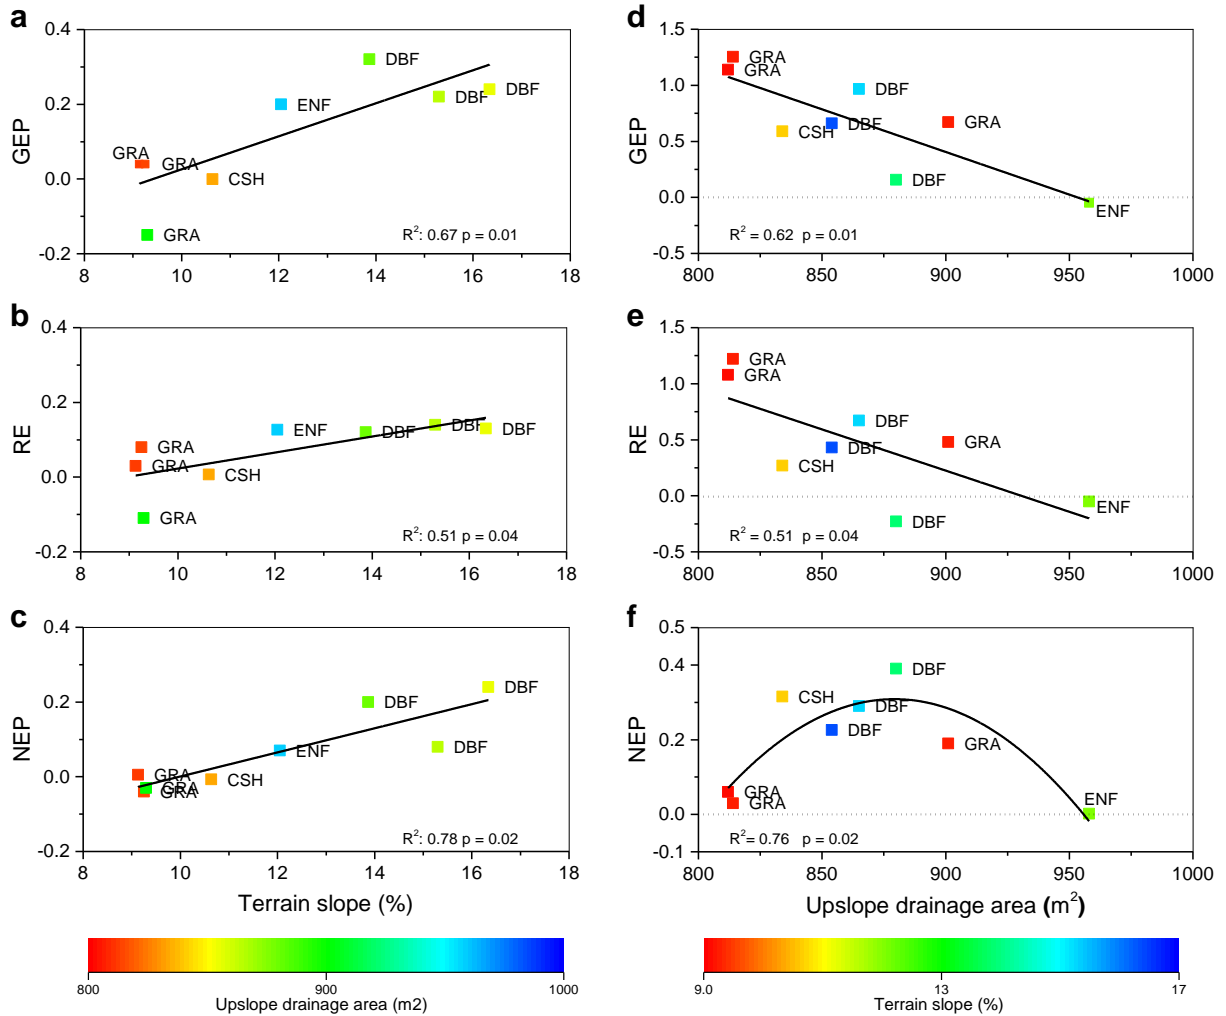 a
0.4
0.2
0.0
-0.2
GEP
DBF
DBF
DBF
ENF
GRA
GRA
CSH
GRA
R2: 0.67 p = 0.01
8 10 12 14 16 18
d
1.5
1.0
0.5
0.0
-0.5
GEP
GRA
GRA
DBF
CSH
DBF
GRA
DBF
ENF
R2 = 0.62 p = 0.01
800 850 900 950 1000
b
0.4
0.2
0.0
-0.2
RE
GRA
GRA
CSH
GRA
ENF
DBF
DBF
DBF
R2: 0.51 p = 0.04
8 10 12 14 16 18
e
1.5
1.0
0.5
0.0
-0.5
RE
GRA
GRA
DBF
DBF
GRA
CSH
DBF
ENF
R2 = 0.51 p = 0.04
800 850 900 950 1000
c
0.4
0.2
0.0
-0.2
NEP
DBF
DBF
DBF
ENF
GRA
GRA
GRA
CSH
R2: 0.78 p = 0.02
8 10 12 14 16 18
Terrain slope (%)
f
0.5
0.4
0.2
0.0
-0.1
NEP
DBF
CSH
DBF
DBF
GRA
GRA
GRA
ENF
R2= 0.76 p = 0.02
800 850 900 950 1000
Upslope drainage area (m2)
800 900 1000
Upslope drainage area (m2)
9.0 13 17
Terrain slope (%)